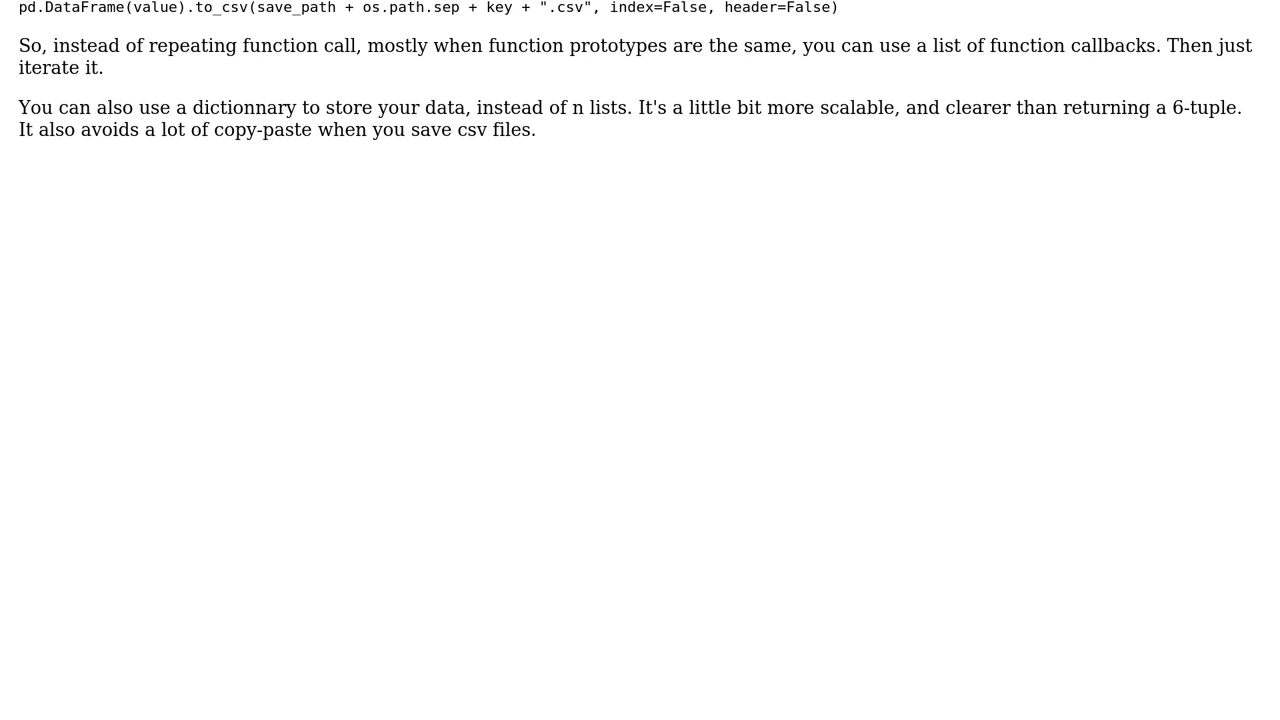 pd.DataFrame(value).to_csv(save_path + os.path.sep + key + ".csv", index=False, header=False)
So, instead of repeating function call, mostly when function prototypes are the same, you can use a list of function callbacks. Then just
iterate it.
You can also use a dictionnary to store your data, instead of n lists. It's a little bit more scalable, and clearer than returning a 6-tuple.
It also avoids a lot of copy-paste when you save csv files.